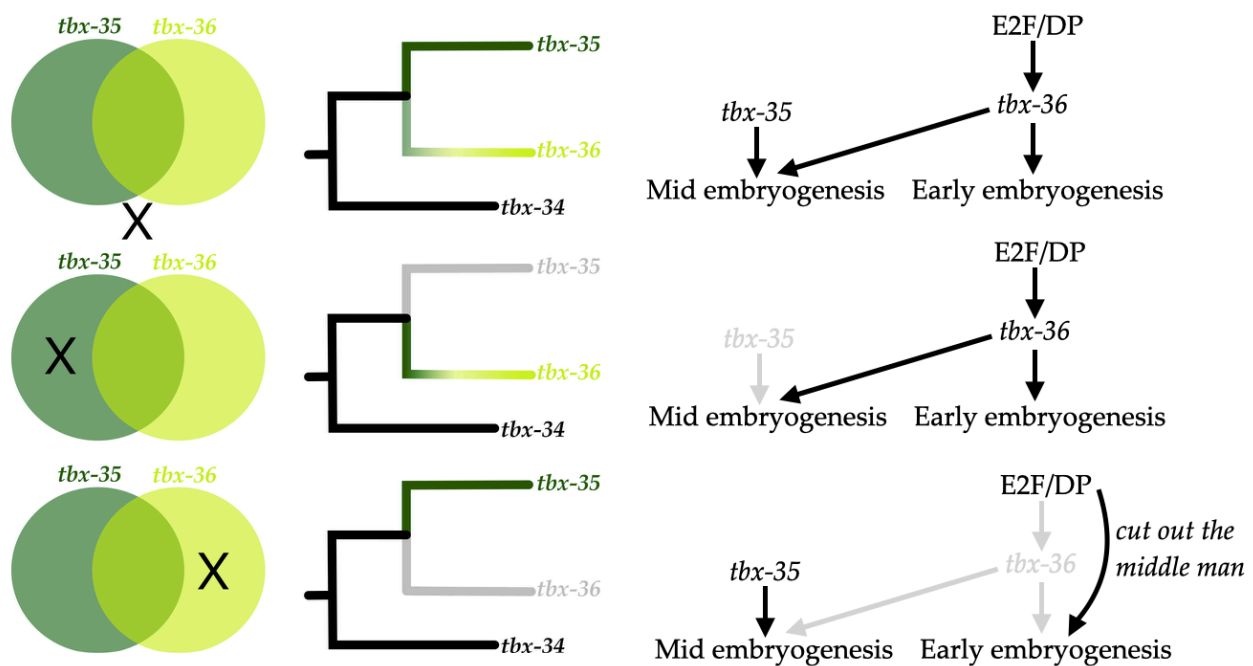 tbx-35 tbx-36
X
tbx-35
tbx-36
tbx-34
E2F/DP
tbx-35
tbx-36
Mid embryogenesis
Early embryogenesis
tbx-35 tbx-36
X
tbx-35
tbx-36
tbx-34
E2F/DP
tbx-35
tbx-36
Mid embryogenesis
Early embryogenesis
tbx-35 tbx-36
X
tbx-35
tbx-36
tbx-34
E2F/DP
cut out the
middle man
tbx-35
tbx-36
Mid embryogenesis
Early embryogenesis